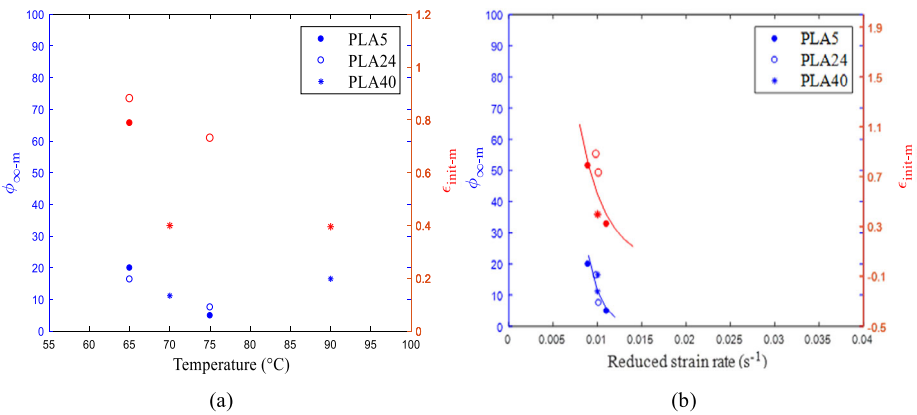 100
90
80
70
60
50
40
30
20
10
0
ϕ∞-m
1.2
1
0.8
0.6
0.4
0.2
0
ϵinit-m
PLA5
PLA24
PLA40
55 60 65 70 75 80 85 90 95 100
Temperature (°C)
(a)
100
90
80
70
60
50
40
30
20
10
0
ϕ∞-m
1.9
1.5
1.1
0.7
0.3
-0.1
-0.5
ϵinit-m
PLA5
PLA24
PLA40
0 0.005 0.01 0.015 0.02 0.025 0.03 0.035 0.04
Reduced strain rate (s-1)
(b)